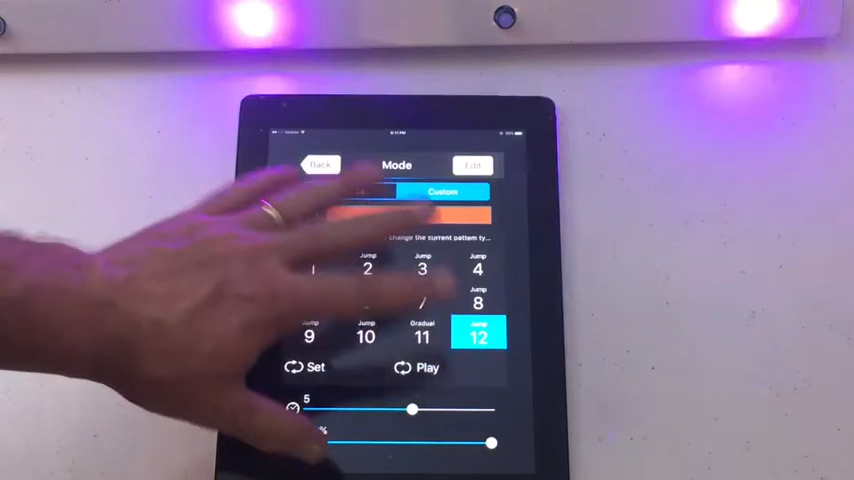 Back Mode Edit
Custom
change the current pattern ty...
Jump Jump Jump
2 3 4
Jump
7 8
Jump Gradual Jump
9 10 11 12
Set Play
5
%